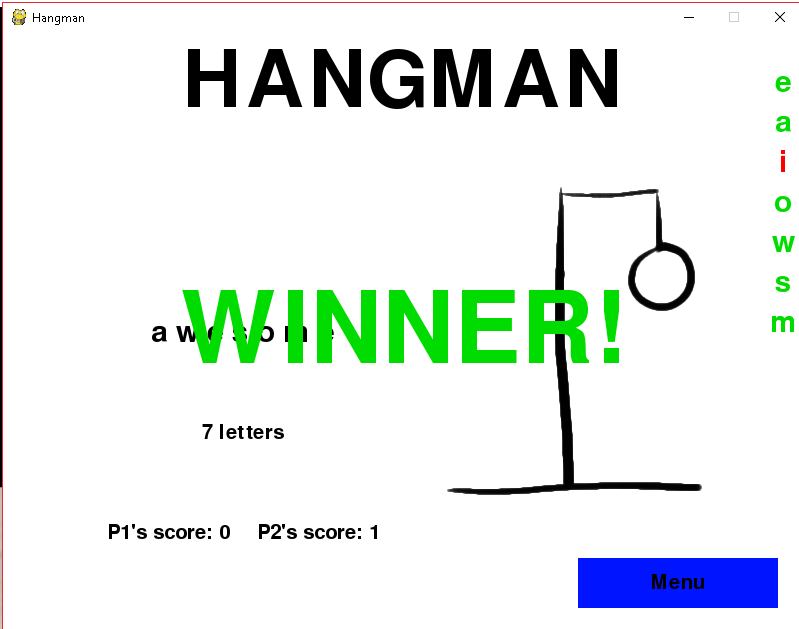 Hangman
HANGMAN
e
a
i
o
w
s
m
WINNER!
a w e s o m e
7 letters
P1's score: 0 P2's score: 1
Menu